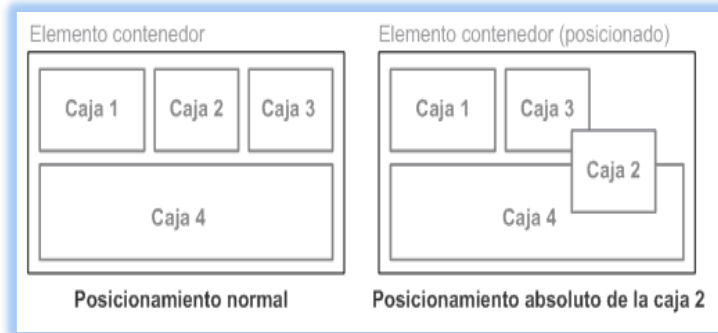 Elemento contenedor
Caja 1
Caja 2
Caja 3
Caja 4
Posicionamiento normal
Elemento contenedor (posicionado)
Caja 1
Caja 3
Caja 2
Caja 4
Posicionamiento absoluto de la caja 2